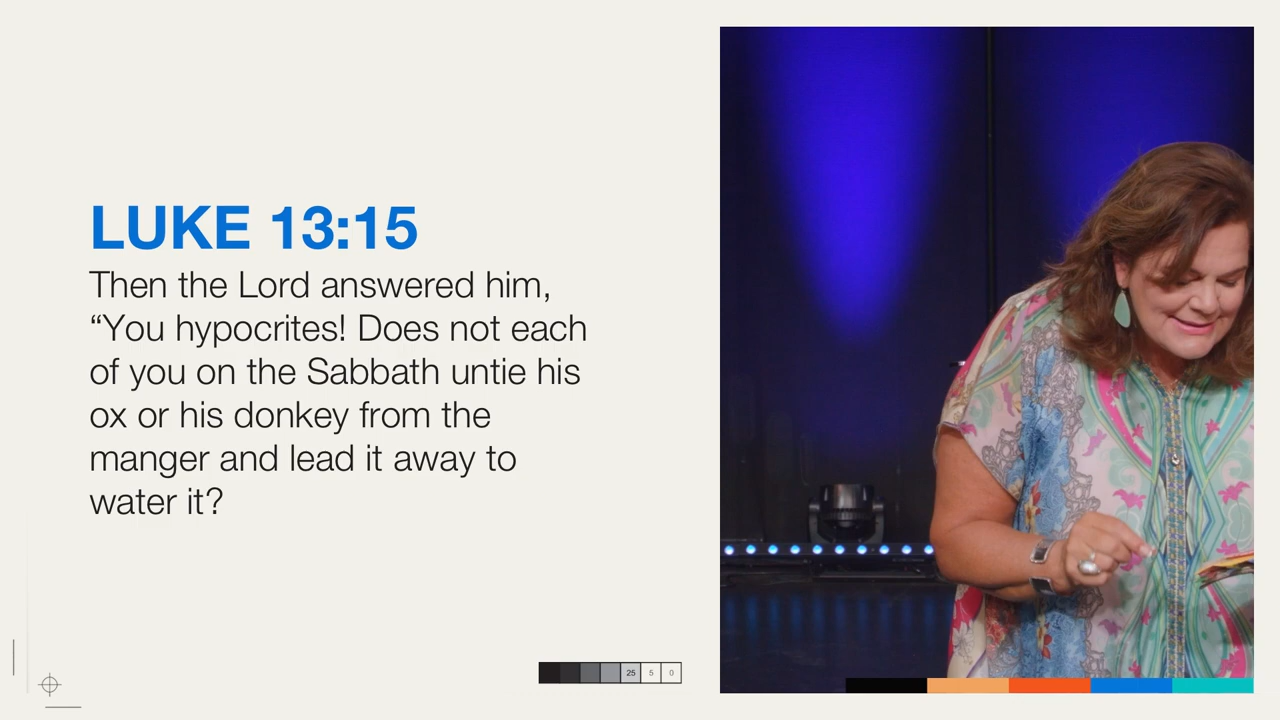 LUKE 13:15
Then the Lord answered him,
“You hypocrites! Does not each
of you on the Sabbath untie his
ox or his donkey from the
manger and lead it away to
water it?
25 5 0